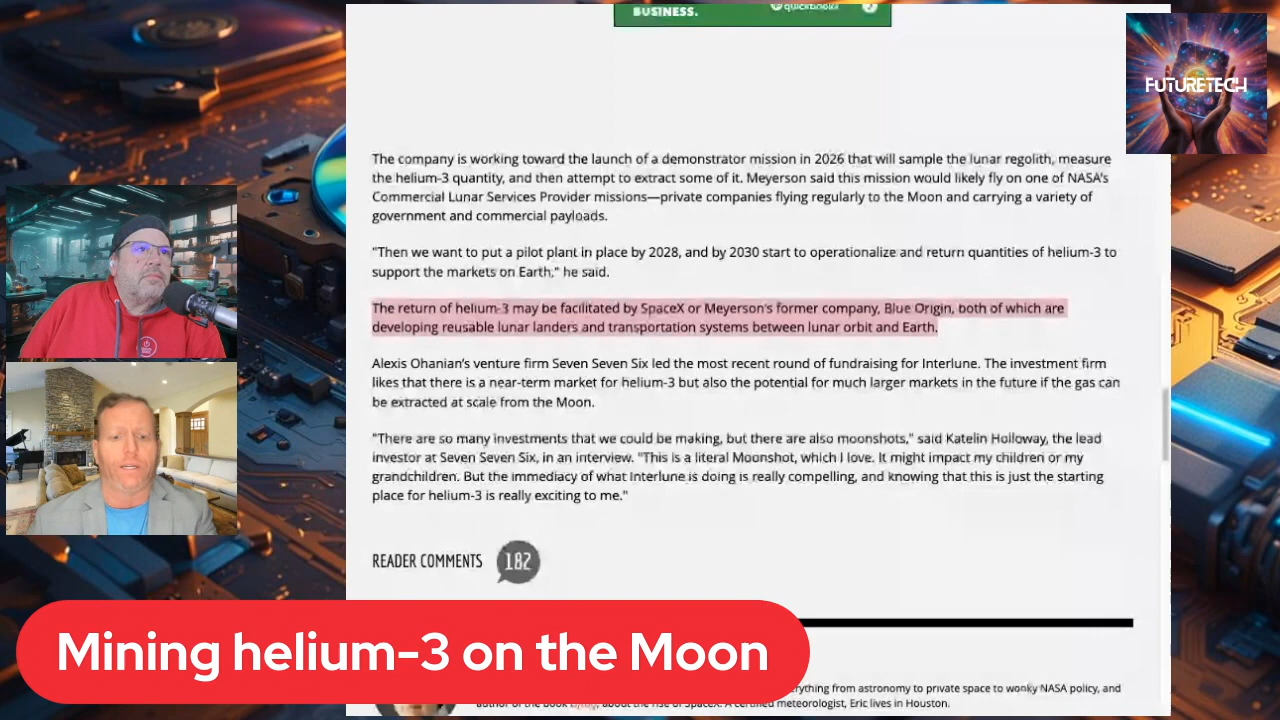 BUSINESS.
quickbooks
FUTURETECH
The company is working toward the launch of a demonstrator mission in 2026 that will sample the lunar regolith, measure
the helium-3 quantity, and then attempt to extract some of it. Meyerson said this mission would likely fly on one of NASA's
Commercial Lunar Services Provider missions—private companies flying regularly to the Moon and carrying a variety of
government and commercial payloads.
"Then we want to put a pilot plant in place by 2028, and by 2030 start to operationalize and return quantities of helium-3 to
support the markets on Earth," he said.
The return of helium-3 may be facilitated by SpaceX or Meyerson's former company, Blue Origin, both of which are
developing reusable lunar landers and transportation systems between lunar orbit and Earth.
Alexis Ohanian's venture firm Seven Seven Six led the most recent round of fundraising for Interlune. The investment firm
likes that there is a near-term market for helium-3 but also the potential for much larger markets in the future if the gas can
be extracted at scale from the Moon.
"There are so many investments that we could be making, but there are also moonshots," said Katelin Holloway, the lead
investor at Seven Seven Six, in an interview. "This is a literal Moonshot, which I love. It might impact my children or my
grandchildren. But the immediacy of what Interlune is doing is really compelling, and knowing that this is just the starting
place for helium-3 is really exciting to me."
READER COMMENTS 182
Mining helium-3 on the Moon
everything from astronomy to private space to wonky NASA policy, and
author of the book Liftoff, about the rise of SpaceX. A certified meteorologist, Eric lives in Houston.